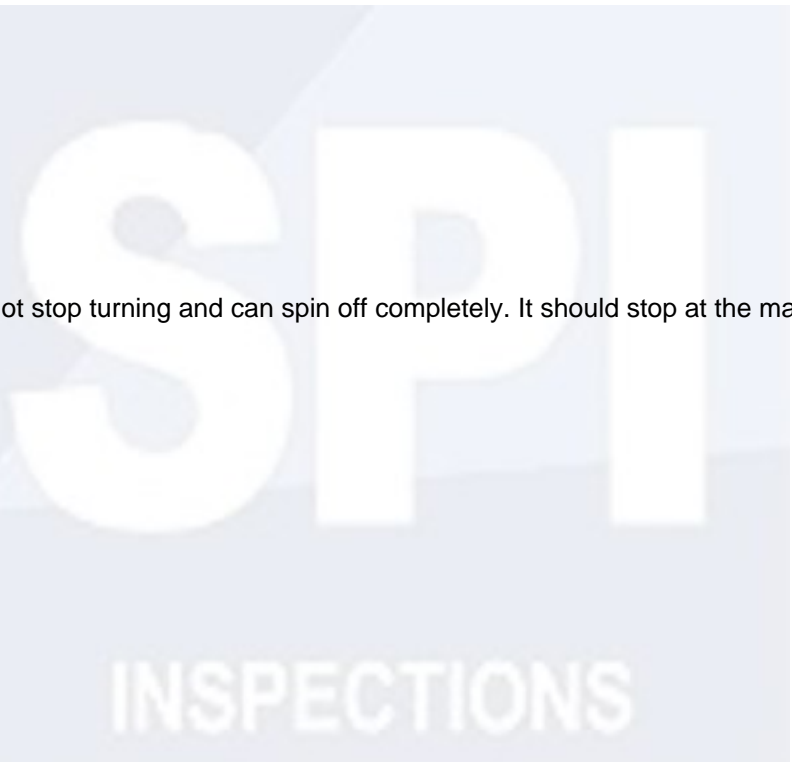 SPI
ot stop turning and can spin off completely. It should stop at the ma
INSPECTIONS